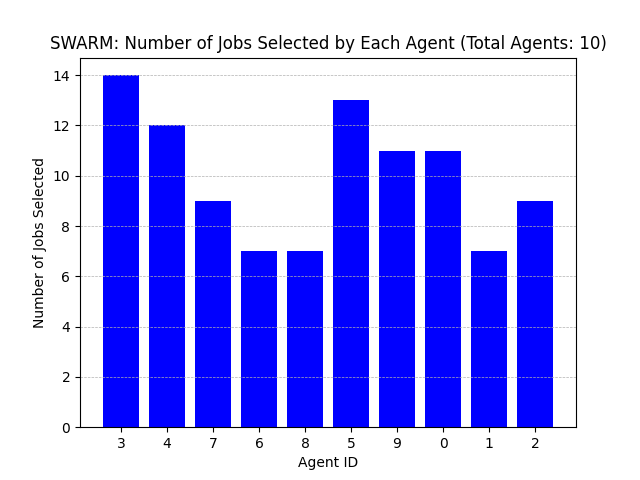 SWARM: Number of Jobs Selected by Each Agent (Total Agents: 10)
14
12
10
8
6
4
2
0
Number of Jobs Selected
3 4 7 6 8 5 9 0 1 2
Agent ID